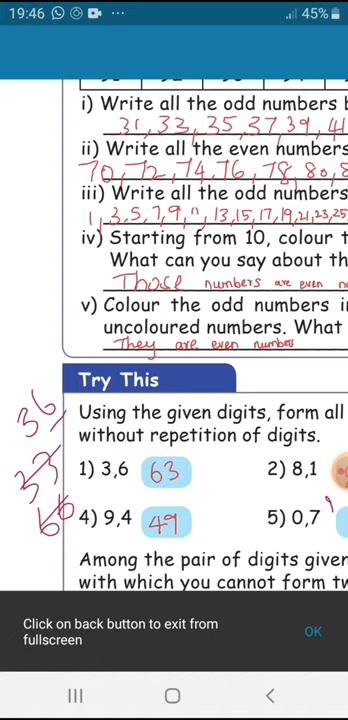 19:46 ... 45%
i) Write all the odd numbers
31, 33, 35, 37, 39, 41
ii) Write all the even numbers
70, 72, 74, 76, 78, 80, 8
iii) Write all the odd numbers
1, 3, 5, 7, 9, 11, 13, 15, 17, 19, 21, 23, 25
iv) Starting from 10, colour t
What can you say about th
Those numbers are even n
v) Colour the odd numbers i
uncoloured numbers. What
They are even numbers
Try This
36
Using the given digits, form all
without repetition of digits.
33
1) 3,6 63 2) 8,1
66
4) 9,4 49 5) 0,7
Among the pair of digits given
with which you cannot form tw
Click on back button to exit from
fullscreen
OK